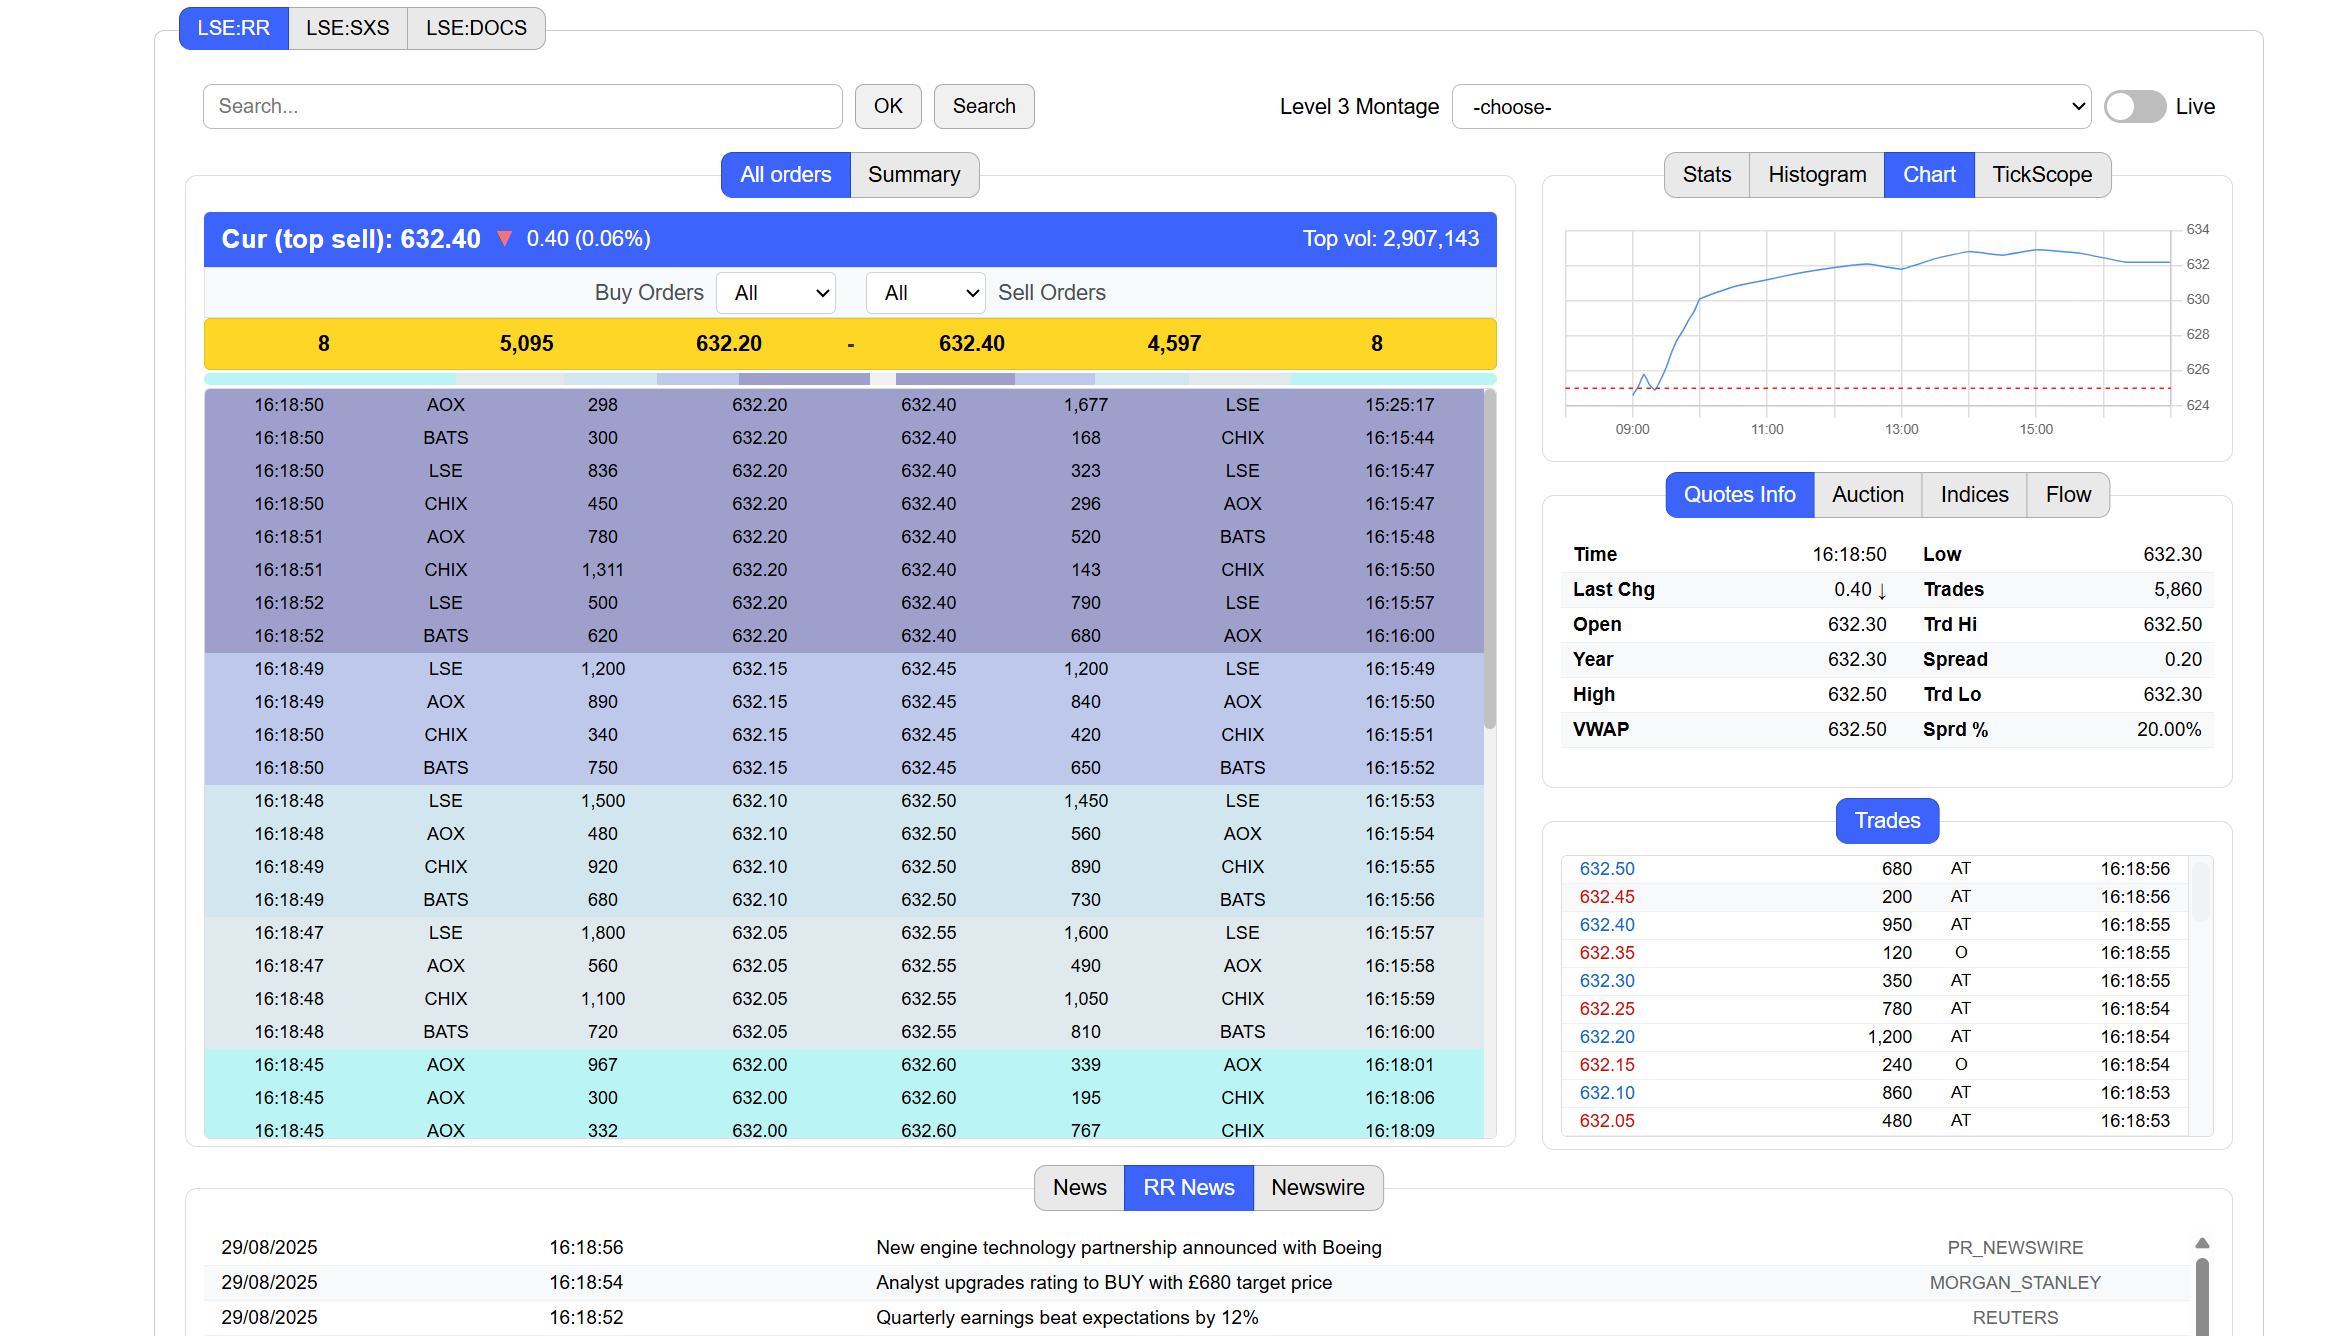 LSE:RR LSE:SXS LSE:DOCS
Search... OK Search Level 3 Montage -choose- Live
All orders Summary
Cur (top sell): 632.40 ▼ 0.40 (0.06%) Top vol: 2,907,143
Buy Orders All All Sell Orders
8 5,095 632.20 - 632.40 4,597 8
16:18:50 AOX 298 632.20 632.40 1,677 LSE 15:25:17
16:18:50 BATS 300 632.20 632.40 168 CHIX 16:15:44
16:18:50 LSE 836 632.20 632.40 323 LSE 16:15:47
16:18:50 CHIX 450 632.20 632.40 296 AOX 16:15:47
16:18:51 AOX 780 632.20 632.40 520 BATS 16:15:48
16:18:51 CHIX 1,311 632.20 632.40 143 CHIX 16:15:50
16:18:52 LSE 500 632.20 632.40 790 LSE 16:15:57
16:18:52 BATS 620 632.20 632.40 680 AOX 16:16:00
16:18:49 LSE 1,200 632.15 632.45 1,200 LSE 16:15:49
16:18:49 AOX 890 632.15 632.45 840 AOX 16:15:50
16:18:50 CHIX 340 632.15 632.45 420 CHIX 16:15:51
16:18:50 BATS 750 632.15 632.45 650 BATS 16:15:52
16:18:48 LSE 1,500 632.10 632.50 1,450 LSE 16:15:53
16:18:48 AOX 480 632.10 632.50 560 AOX 16:15:54
16:18:49 CHIX 920 632.10 632.50 890 CHIX 16:15:55
16:18:49 BATS 680 632.10 632.50 730 BATS 16:15:56
16:18:47 LSE 1,800 632.05 632.55 1,600 LSE 16:15:57
16:18:47 AOX 560 632.05 632.55 490 AOX 16:15:58
16:18:48 CHIX 1,100 632.05 632.55 1,050 CHIX 16:15:59
16:18:48 BATS 720 632.05 632.55 810 BATS 16:16:00
16:18:45 AOX 967 632.00 632.60 339 AOX 16:18:01
16:18:45 AOX 300 632.00 632.60 195 CHIX 16:18:06
16:18:45 AOX 332 632.00 632.60 767 CHIX 16:18:09
Stats Histogram Chart TickScope
634
632
630
628
626
624
09:00 11:00 13:00 15:00
Quotes Info Auction Indices Flow
Time 16:18:50 Low 632.30
Last Chg 0.40 ↓ Trades 5,860
Open 632.30 Trd Hi 632.50
Year 632.30 Spread 0.20
High 632.50 Trd Lo 632.30
VWAP 632.50 Sprd % 20.00%
Trades
632.50 680 AT 16:18:56
632.45 200 AT 16:18:56
632.40 950 AT 16:18:55
632.35 120 O 16:18:55
632.30 350 AT 16:18:55
632.25 780 AT 16:18:54
632.20 1,200 AT 16:18:54
632.15 240 O 16:18:54
632.10 860 AT 16:18:53
632.05 480 AT 16:18:53
News RR News Newswire
29/08/2025 16:18:56 New engine technology partnership announced with Boeing PR_NEWSWIRE
29/08/2025 16:18:54 Analyst upgrades rating to BUY with £680 target price MORGAN_STANLEY
29/08/2025 16:18:52 Quarterly earnings beat expectations by 12% REUTERS